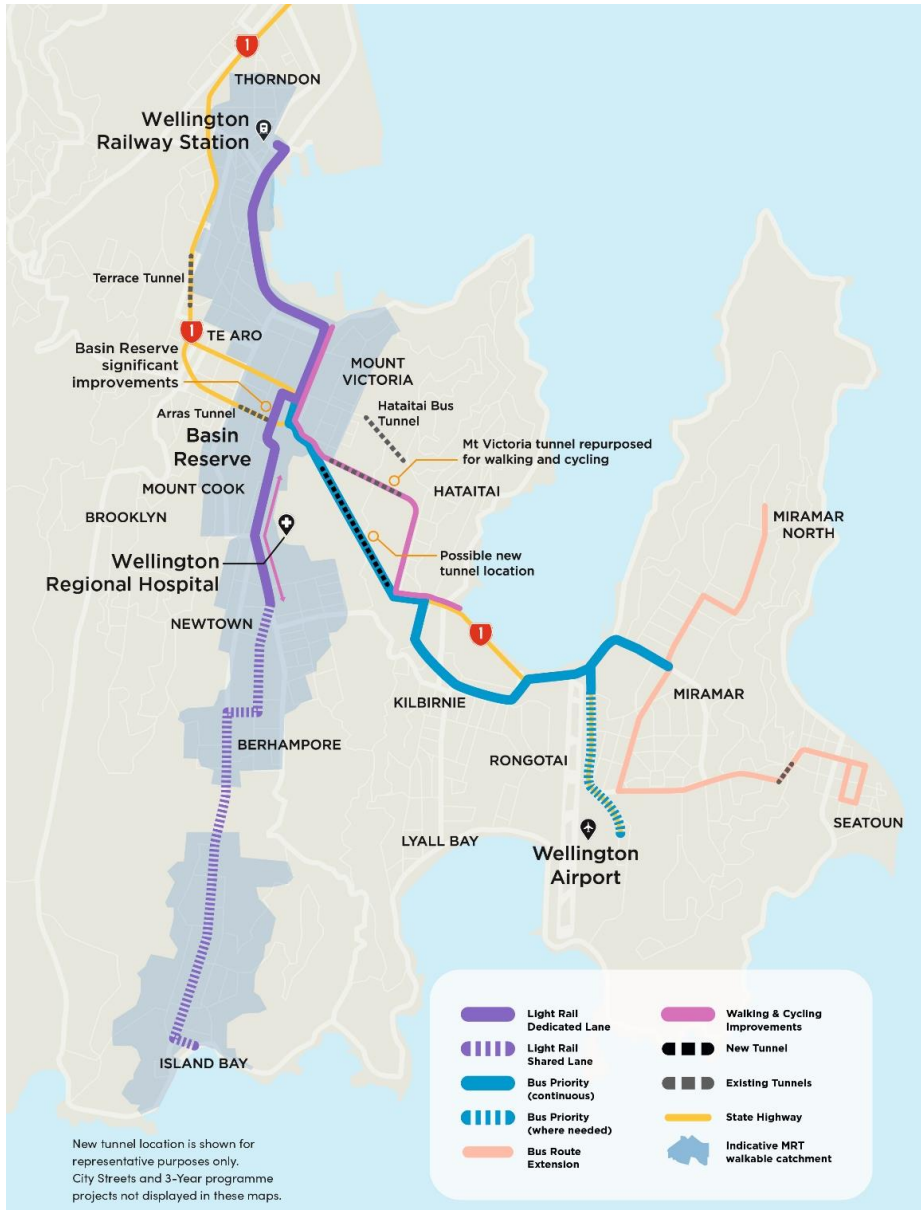 1
THORNDON
Wellington
Railway Station
Terrace Tunnel
1
TE ARO
Basin Reserve
significant
improvements
MOUNT
VICTORIA
Arras Tunnel
Hataitai Bus
Tunnel
Basin
Reserve
Mt Victoria tunnel repurposed
for walking and cycling
MOUNT COOK
HATAITAI
BROOKLYN
MIRAMAR
NORTH
Wellington
Regional Hospital
Possible new
tunnel location
NEWTOWN
1
KILBIRNIE
MIRAMAR
BERHAMPORE
RONGOTAI
SEATOUN
LYALL BAY
Wellington
Airport
ISLAND BAY
Light Rail
Dedicated Lane
Light Rail
Shared Lane
Bus Priority
(continuous)
Bus Priority
(where needed)
Bus Route
Extension
Walking & Cycling
Improvements
New Tunnel
Existing Tunnels
State Highway
Indicative MRT
walkable catchment
New tunnel location is shown for
representative purposes only.
City Streets and 3-Year programme
projects not displayed in these maps.